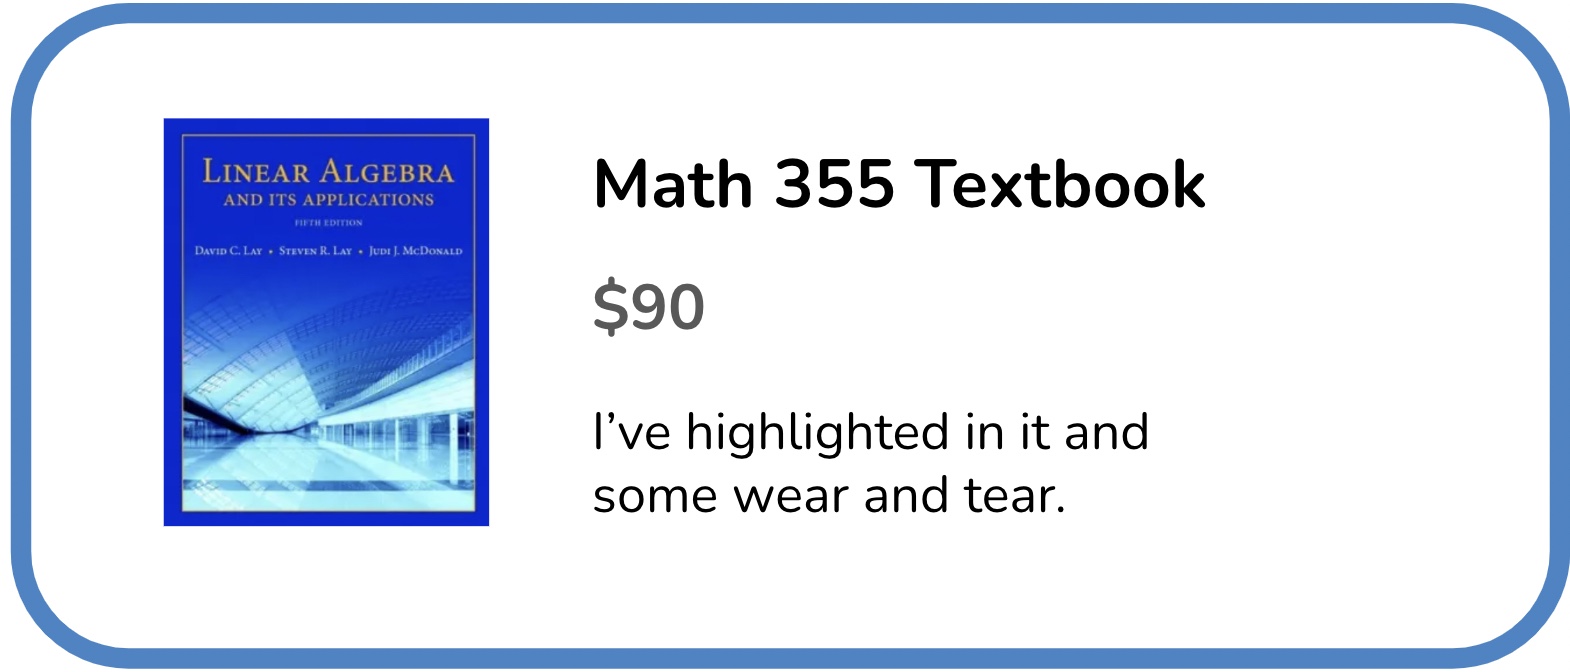 LINEAR ALGEBRA
AND ITS APPLICATIONS
FIFTH EDITION
DAVID C. LAY • STEVEN R. LAY • JUDI J. MCDONALD
Math 355 Textbook
$90
I’ve highlighted in it and
some wear and tear.